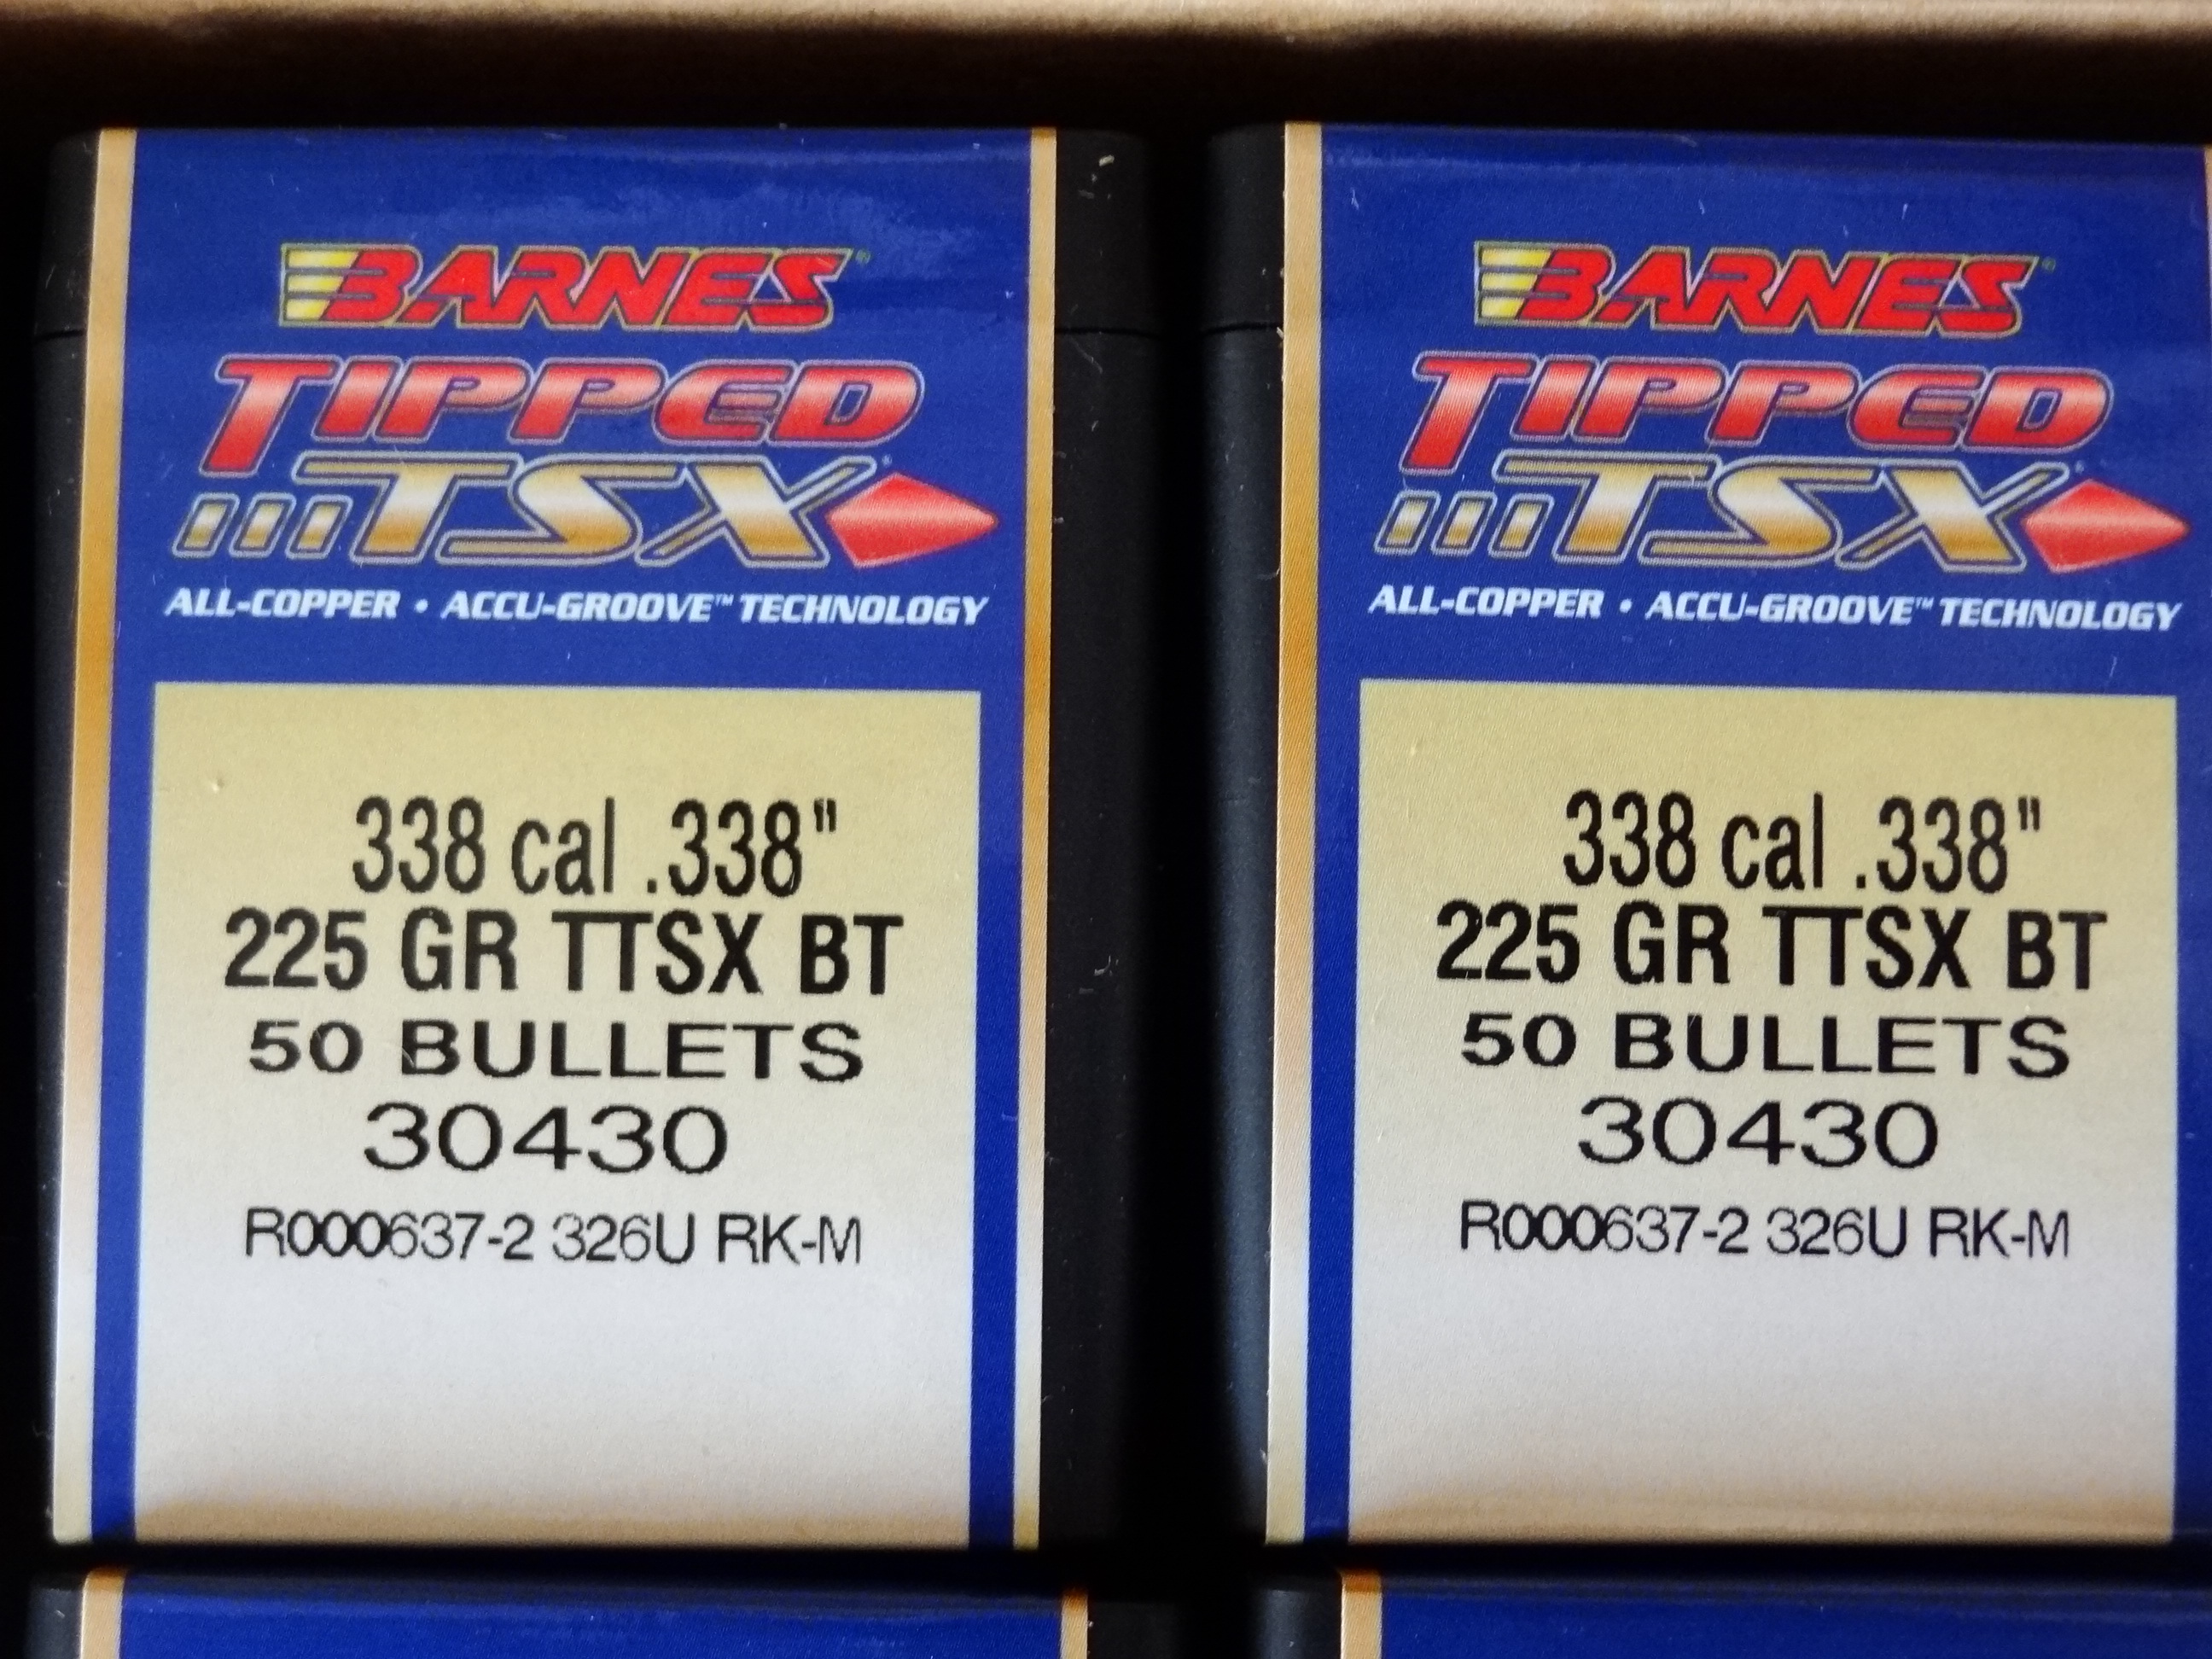 BARNES®
TIPPED
TSX
ALL-COPPER • ACCU-GROOVE™ TECHNOLOGY
338 cal .338"
225 GR TTSX BT
50 BULLETS
30430
R000637-2 326U RK-M
BARNES®
TIPPED
TSX
ALL-COPPER • ACCU-GROOVE™ TECHNOLOGY
338 cal .338"
225 GR TTSX BT
50 BULLETS
30430
R000637-2 326U RK-M